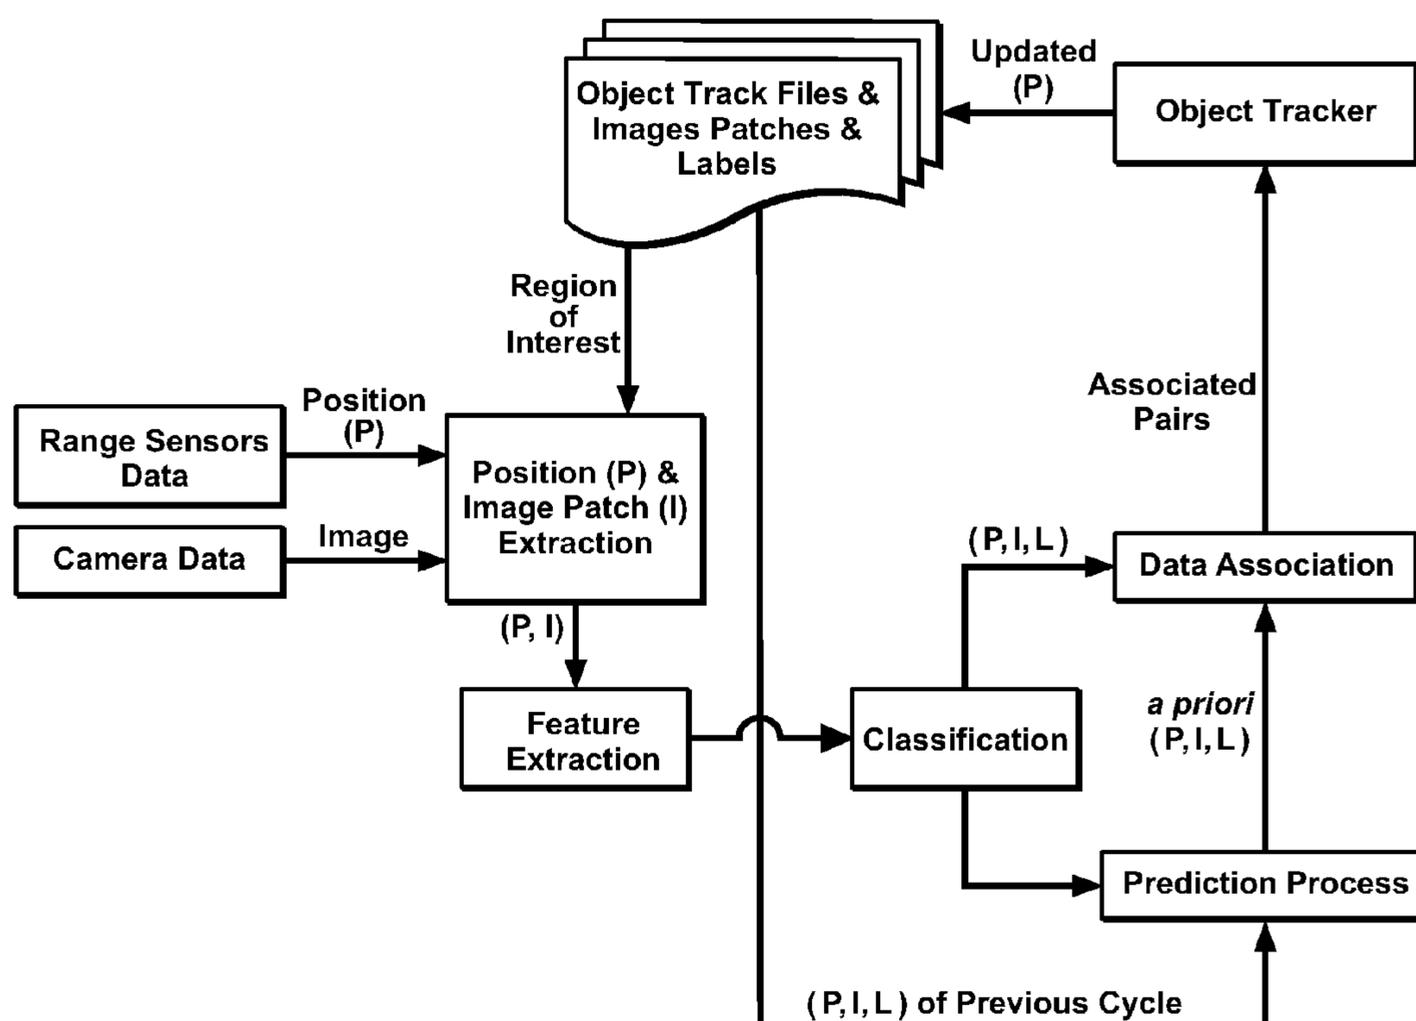 Object Track Files &
Images Patches &
Labels
Updated
(P)
Object Tracker
Region
of
Interest
Associated
Pairs
Range Sensors
Data
Position
(P)
Camera Data
Image
Position (P) &
Image Patch (I)
Extraction
(P, I)
Feature
Extraction
Classification
(P, I, L)
Data Association
a priori
(P, I, L)
Prediction Process
(P, I, L) of Previous Cycle